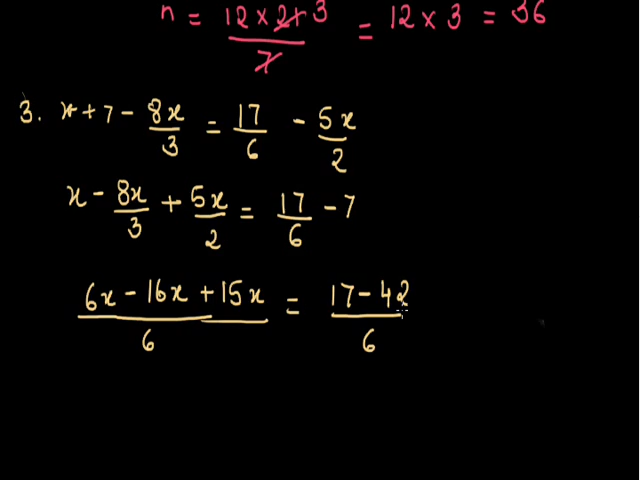 n = 12 × 21 3 / 7 = 12 × 3 = 36
3. x + 7 - 8x/3 = 17/6 - 5x/2
x - 8x/3 + 5x/2 = 17/6 - 7
6x - 16x + 15x / 6 = 17 - 42 / 6